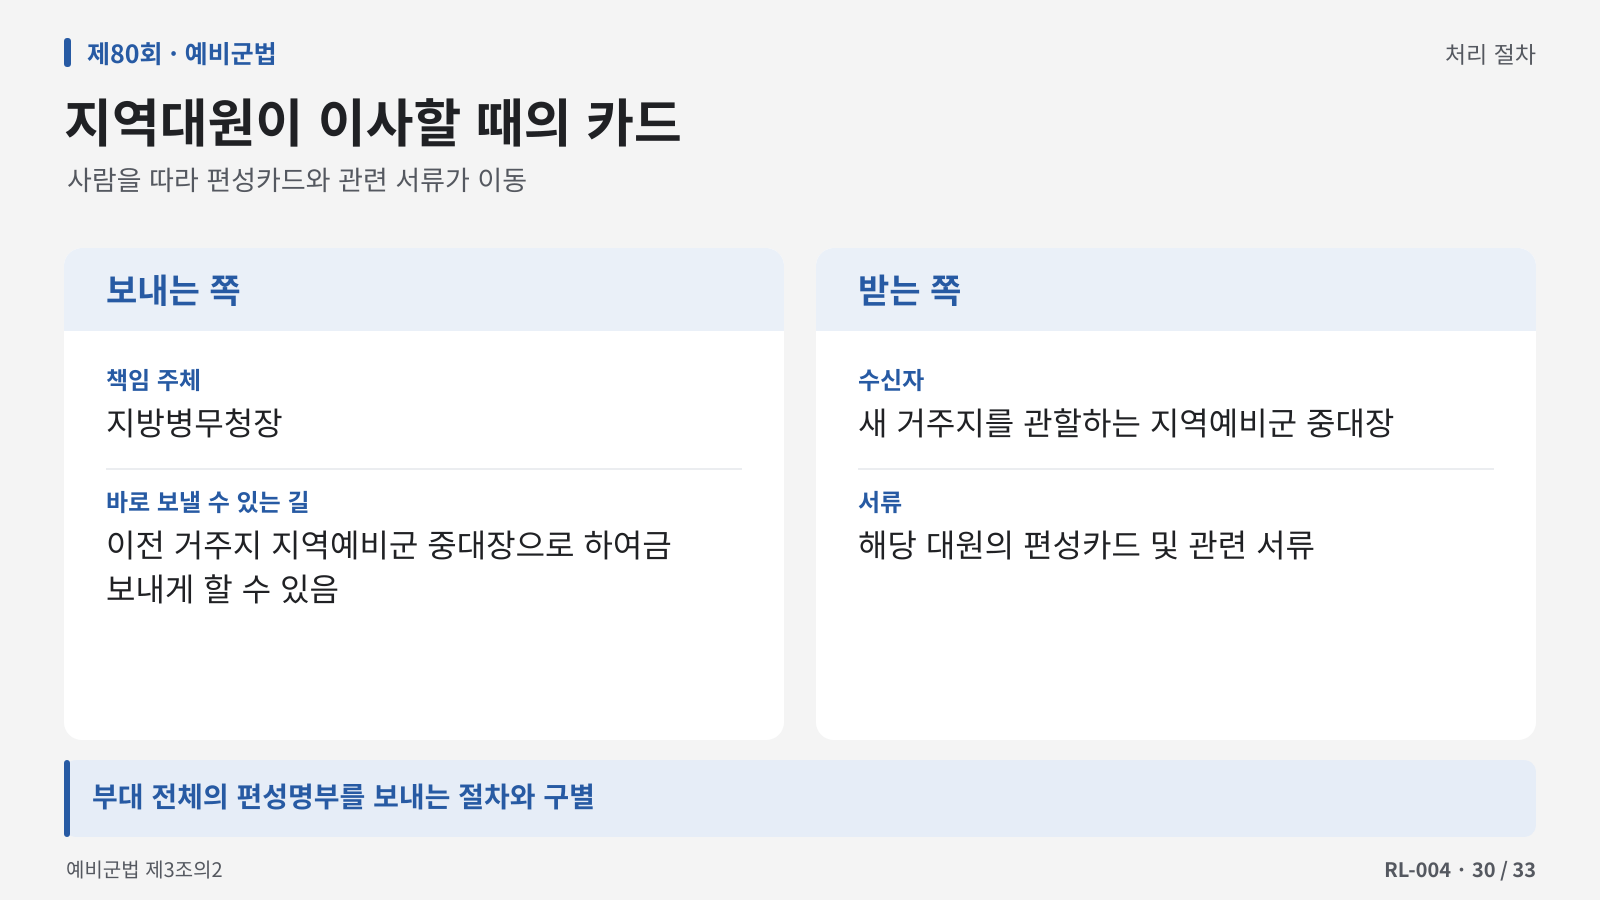 제80회 · 예비군법
처리 절차
지역대원이 이사할 때의 카드
사람을 따라 편성카드와 관련 서류가 이동
보내는 쪽
책임 주체
지방병무청장
바로 보낼 수 있는 길
이전 거주지 지역예비군 중대장으로 하여금
보내게 할 수 있음
받는 쪽
수신자
새 거주지를 관할하는 지역예비군 중대장
서류
해당 대원의 편성카드 및 관련 서류
부대 전체의 편성명부를 보내는 절차와 구별
예비군법 제3조의2
RL-004 · 30 / 33